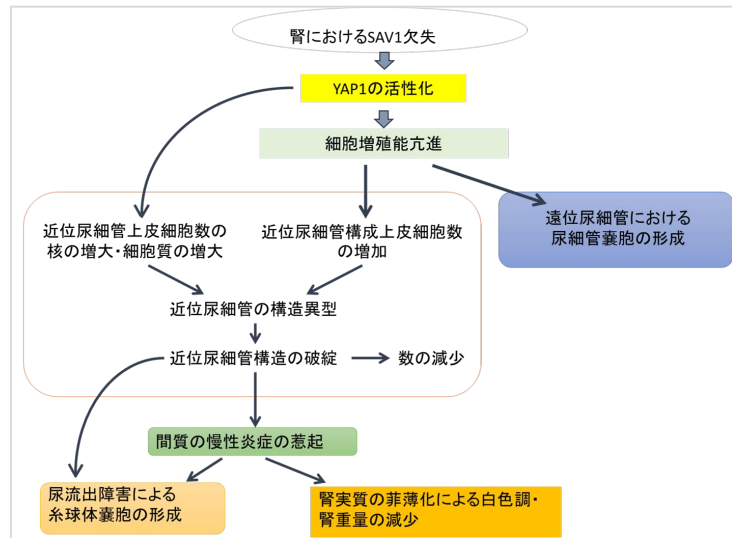 腎におけるSAV1欠失
YAP1の活性化
細胞増殖能亢進
近位尿細管上皮細胞数の
核の増大・細胞質の増大
近位尿細管構成上皮細胞数
の増加
遠位尿細管における
尿細管嚢胞の形成
近位尿細管の構造異型
近位尿細管構造の破綻
数の減少
間質の慢性炎症の惹起
尿流出障害による
糸球体嚢胞の形成
腎実質の菲薄化による白色調・
腎重量の減少